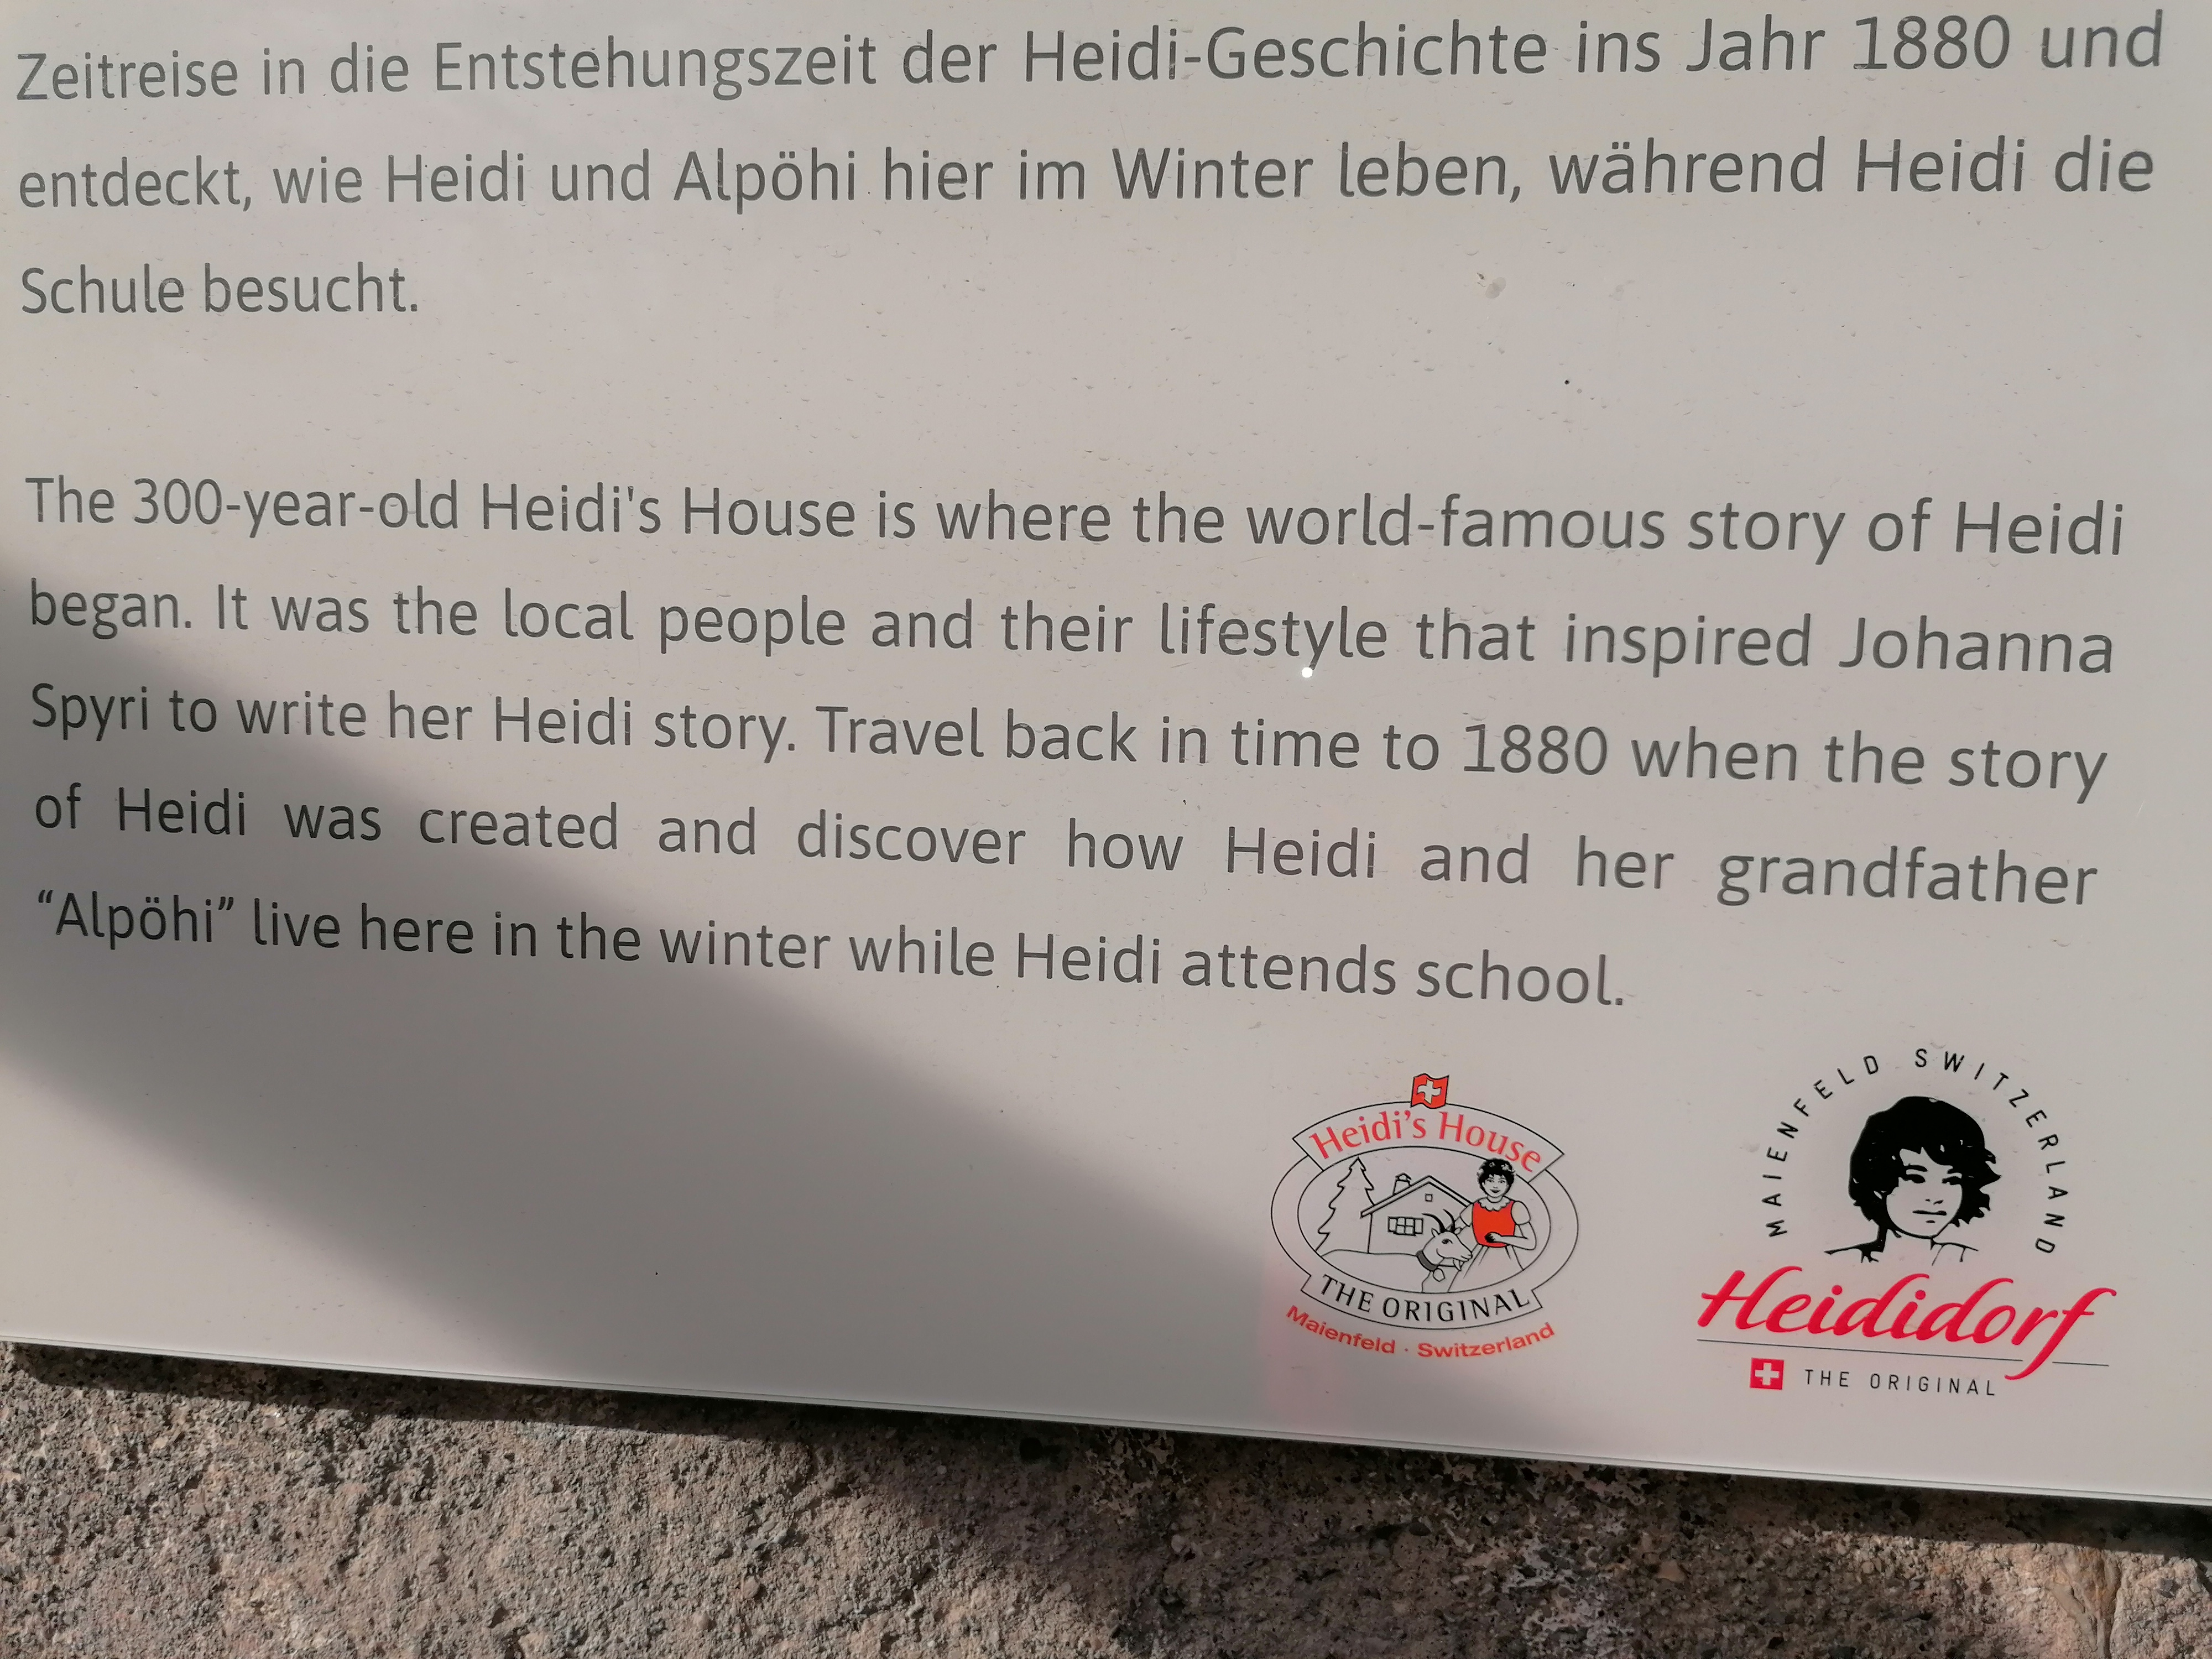 Zeitreise in die Entstehungszeit der Heidi-Geschichte ins Jahr 1880 und
entdeckt, wie Heidi und Alpöhi hier im Winter leben, während Heidi die
Schule besucht.
The 300-year-old Heidi's House is where the world-famous story of Heidi
began. It was the local people and their lifestyle that inspired Johanna
Spyri to write her Heidi story. Travel back in time to 1880 when the story
of Heidi was created and discover how Heidi and her grandfather
“Alpöhi” live here in the winter while Heidi attends school.
Heidi's House
THE ORIGINAL
Maienfeld · Switzerland
MAIENFELD SWITZERLAND
Heididorf
THE ORIGINAL